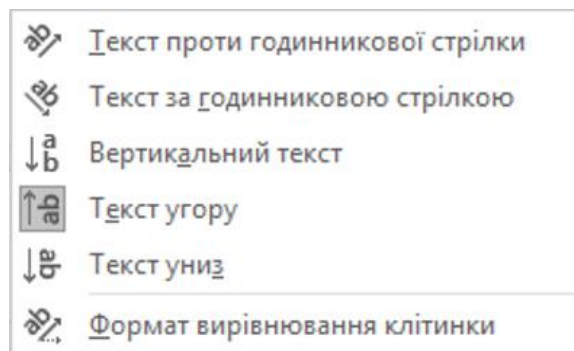 Текст проти годинникової стрілки
Текст за годинниковою стрілкою
Вертикальний текст
Текст угору
Текст униз
Формат вирівнювання клітинки